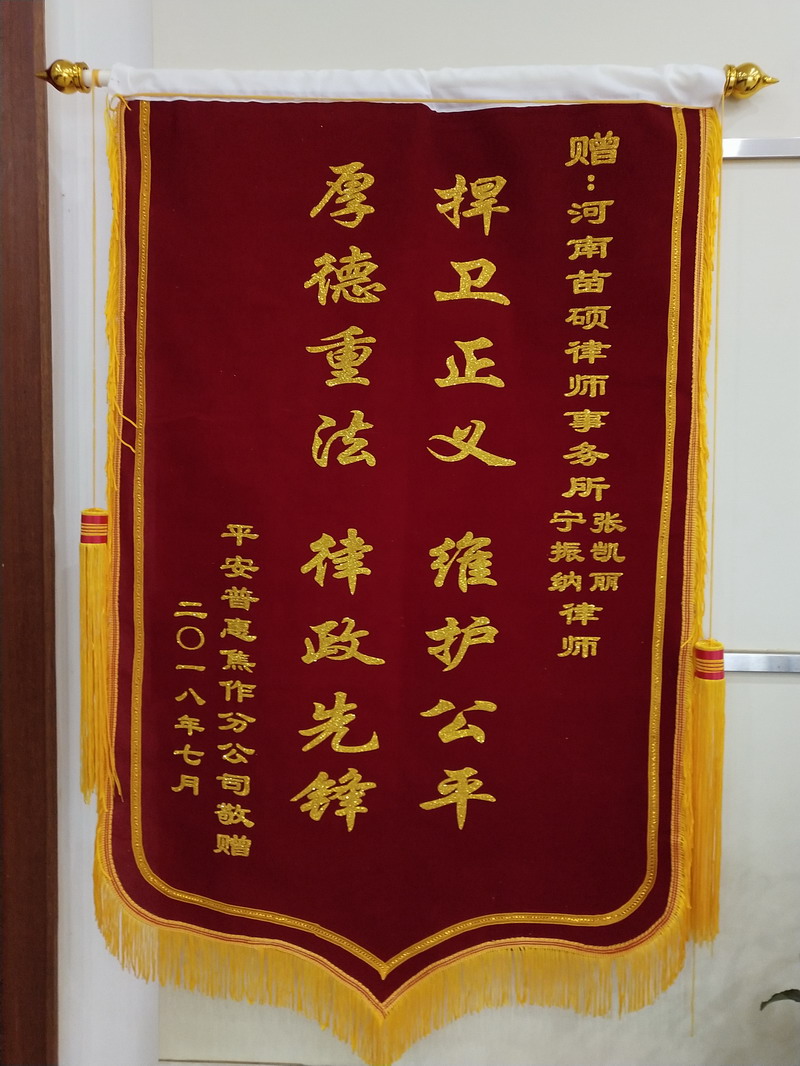 赠：河南苗硕律师事务所
张凯丽
宁振纳
律师
捍卫正义 维护公平
厚德重法 律政先锋
平安普惠焦作分公司敬赠
二〇一八年七月